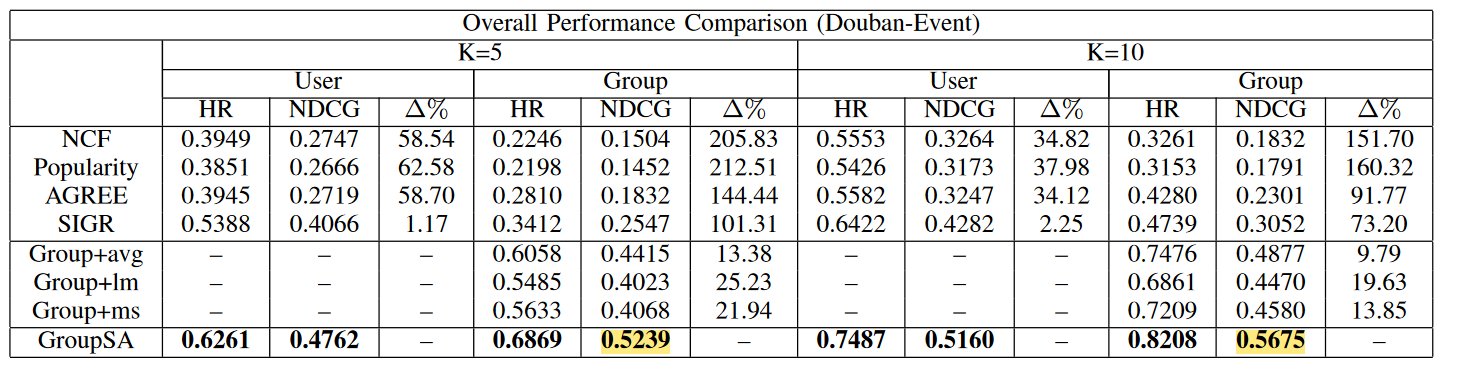 Overall Performance Comparison (Douban-Event)
K=5 K=10
User Group User Group
HR NDCG Δ% HR NDCG Δ% HR NDCG Δ% HR NDCG Δ%
NCF 0.3949 0.2747 58.54 0.2246 0.1504 205.83 0.5553 0.3264 34.82 0.3261 0.1832 151.70
Popularity 0.3851 0.2666 62.58 0.2198 0.1452 212.51 0.5426 0.3173 37.98 0.3153 0.1791 160.32
AGREE 0.3945 0.2719 58.70 0.2810 0.1832 144.44 0.5582 0.3247 34.12 0.4280 0.2301 91.77
SIGR 0.5388 0.4066 1.17 0.3412 0.2547 101.31 0.6422 0.4282 2.25 0.4739 0.3052 73.20
Group+avg – – – 0.6058 0.4415 13.38 – – – 0.7476 0.4877 9.79
Group+lm – – – 0.5485 0.4023 25.23 – – – 0.6861 0.4470 19.63
Group+ms – – – 0.5633 0.4068 21.94 – – – 0.7209 0.4580 13.85
GroupSA 0.6261 0.4762 – 0.6869 0.5239 – 0.7487 0.5160 – 0.8208 0.5675 –